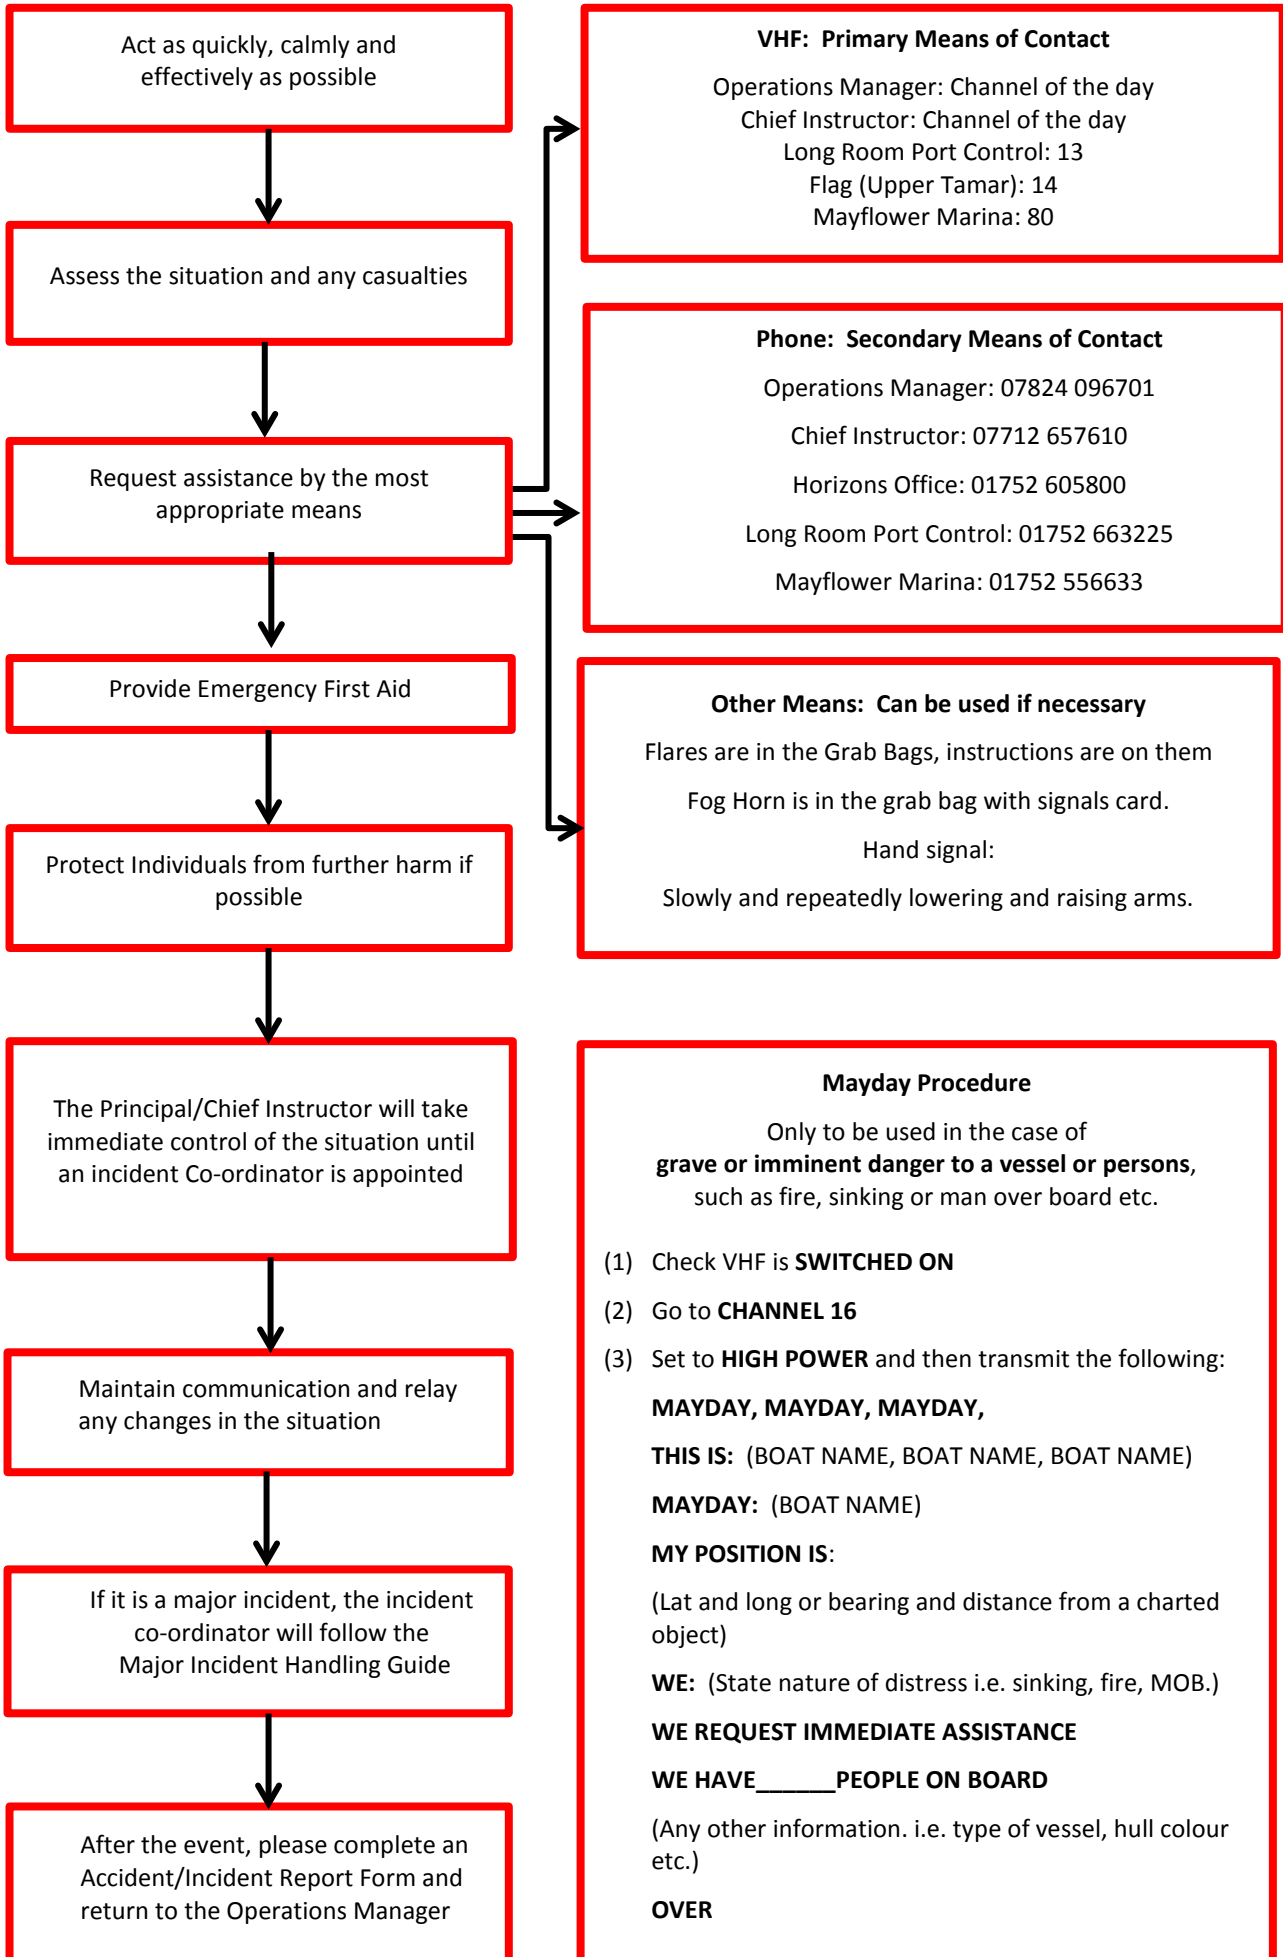 Act as quickly, calmly and
effectively as possible
Assess the situation and any casualties
Request assistance by the most
appropriate means
Provide Emergency First Aid
Protect Individuals from further harm if
possible
The Principal/Chief Instructor will take
immediate control of the situation until
an incident Co-ordinator is appointed
Maintain communication and relay
any changes in the situation
If it is a major incident, the incident
co-ordinator will follow the
Major Incident Handling Guide
After the event, please complete an
Accident/Incident Report Form and
return to the Operations Manager
VHF:  Primary Means of Contact
Operations Manager: Channel of the day
Chief Instructor: Channel of the day
Long Room Port Control: 13
Flag (Upper Tamar): 14
Mayflower Marina: 80
Phone:  Secondary Means of Contact
Operations Manager: 07824 096701
Chief Instructor: 07712 657610
Horizons Office: 01752 605800
Long Room Port Control: 01752 663225
Mayflower Marina: 01752 556633
Other Means:  Can be used if necessary
Flares are in the Grab Bags, instructions are on them
Fog Horn is in the grab bag with signals card.
Hand signal:
Slowly and repeatedly lowering and raising arms.
Mayday Procedure
Only to be used in the case of
grave or imminent danger to a vessel or persons,
such as fire, sinking or man over board etc.
(1) Check VHF is SWITCHED ON
(2) Go to CHANNEL 16
(3) Set to HIGH POWER and then transmit the following:
MAYDAY, MAYDAY, MAYDAY,
THIS IS:  (BOAT NAME, BOAT NAME, BOAT NAME)
MAYDAY:  (BOAT NAME)
MY POSITION IS:
(Lat and long or bearing and distance from a charted
object)
WE:  (State nature of distress i.e. sinking, fire, MOB.)
WE REQUEST IMMEDIATE ASSISTANCE
WE HAVE______PEOPLE ON BOARD
(Any other information. i.e. type of vessel, hull colour
etc.)
OVER